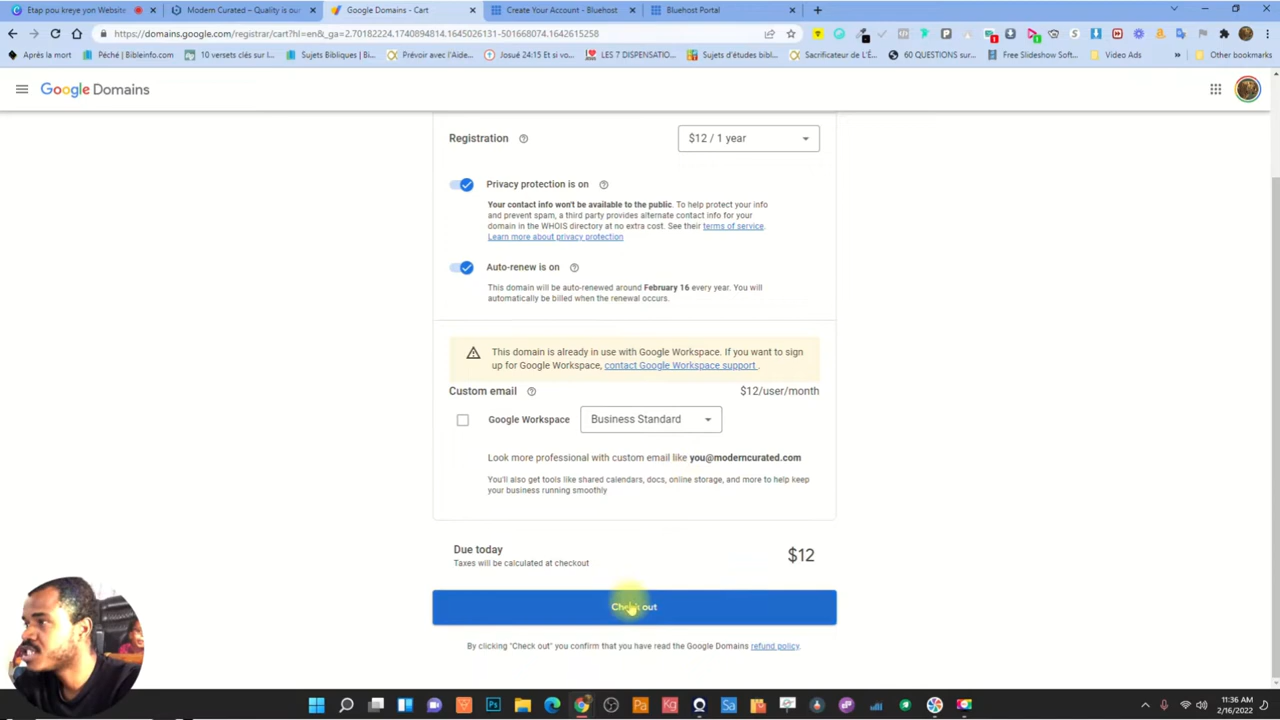 Etap pou kreye yon Website
Modern Curated – Quality is our
Google Domains - Cart
Create Your Account - Bluehost
Bluehost Portal
https://domains.google.com/registrar/cart?hl=en&_ga=2.70182224.1740894814.1645026131-501668074.1642615258
Après la mort
Péché | Bibleinfo.com
10 versets clés sur l...
Sujets Bibliques | Bi...
Prévoir avec l'Aide...
Josué 24:15 Et si vo...
LES 7 DISPENSATIO...
Sujets d'études bibl...
Sacrificateur de L'É...
60 QUESTIONS sur...
Free Slideshow Soft...
Video Ads
»
Other bookmarks
Google Domains
Registration
$12 / 1 year
Privacy protection is on
Your contact info won't be available to the public. To help protect your info
and prevent spam, a third party provides alternate contact info for your
domain in the WHOIS directory at no extra cost. See their terms of service.
Learn more about privacy protection
Auto-renew is on
This domain will be auto-renewed around February 16 every year. You will
automatically be billed when the renewal occurs.
This domain is already in use with Google Workspace. If you want to sign
up for Google Workspace, contact Google Workspace support .
Custom email
$12/user/month
Google Workspace
Business Standard
Look more professional with custom email like you@moderncurated.com
You'll also get tools like shared calendars, docs, online storage, and more to help keep
your business running smoothly
Due today
$12
Taxes will be calculated at checkout
Check out
By clicking "Check out" you confirm that you have read the Google Domains refund policy.
Ps
Pa
Kg
Sa
11:36 AM
2/16/2022